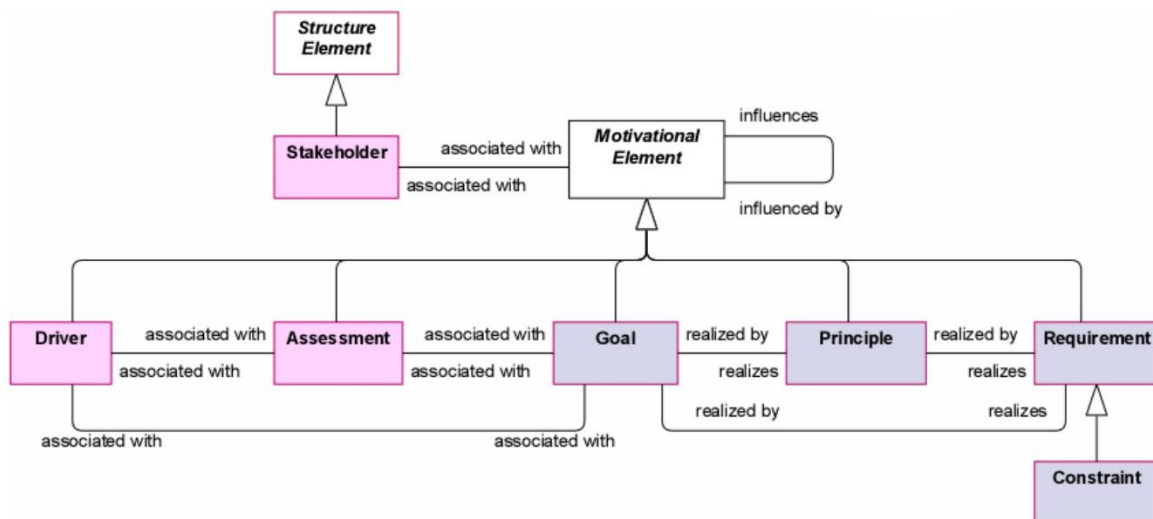 Structure
Element
influences
Stakeholder
associated with
Motivational
Element
associated with
influenced by
Driver
associated with
Assessment
associated with
Goal
realized by
Principle
realized by
Requirement
associated with
associated with
realizes
realizes
realized by
realizes
associated with
associated with
Constraint